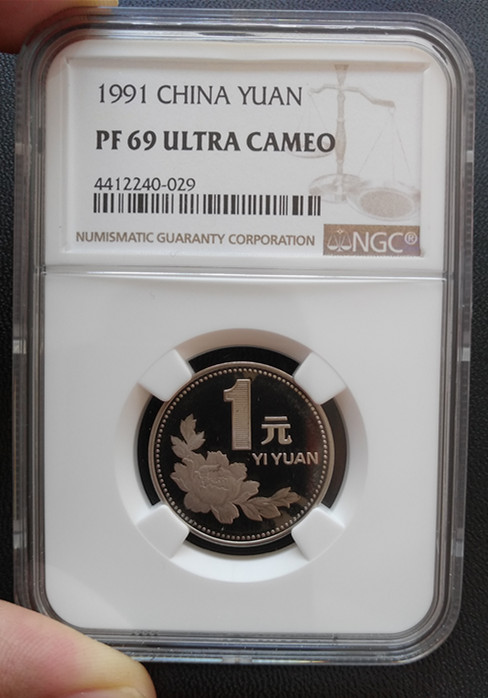 1991 CHINA YUAN
PF 69 ULTRA CAMEO
4412240-029
NUMISMATIC GUARANTY CORPORATION NGC®
1元
YI YUAN